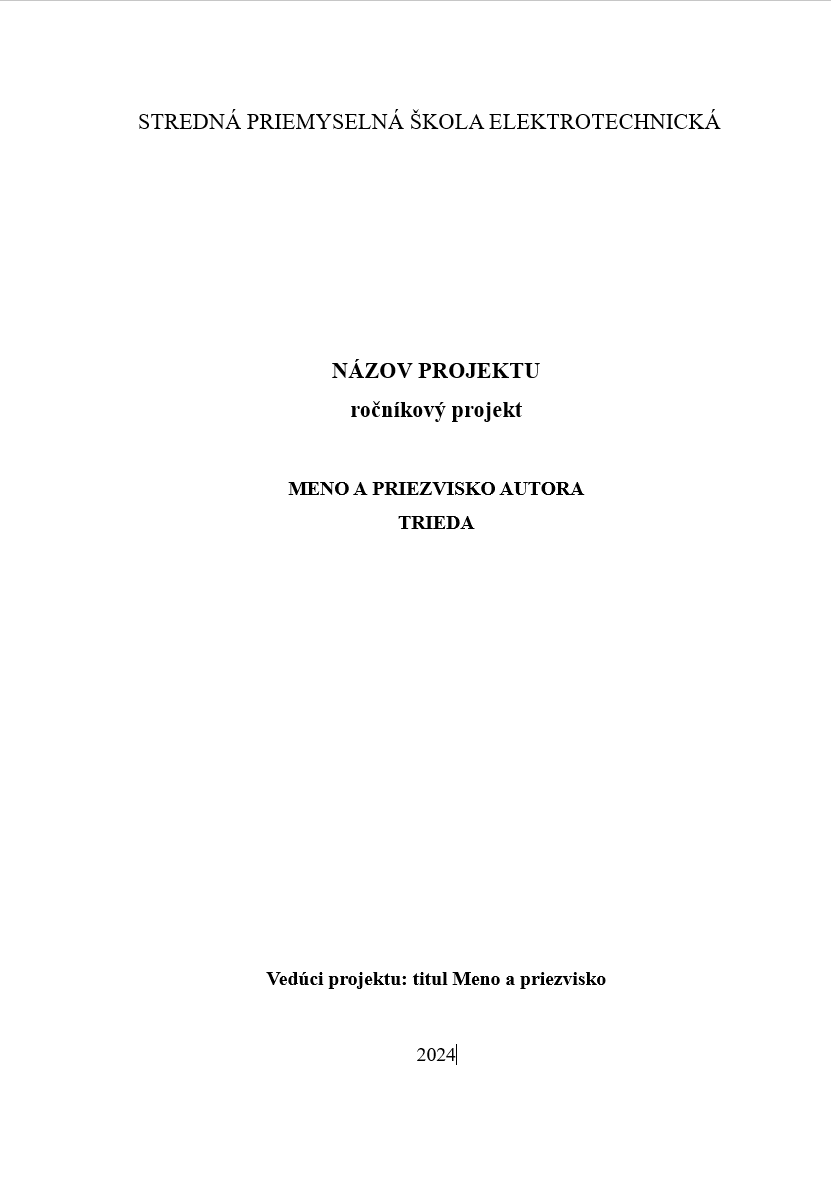 STREDNÁ PRIEMYSELNÁ ŠKOLA ELEKTROTECHNICKÁ
NÁZOV PROJEKTU
ročníkový projekt
MENO A PRIEZVISKO AUTORA
TRIEDA
Vedúci projektu: titul Meno a priezvisko
2024